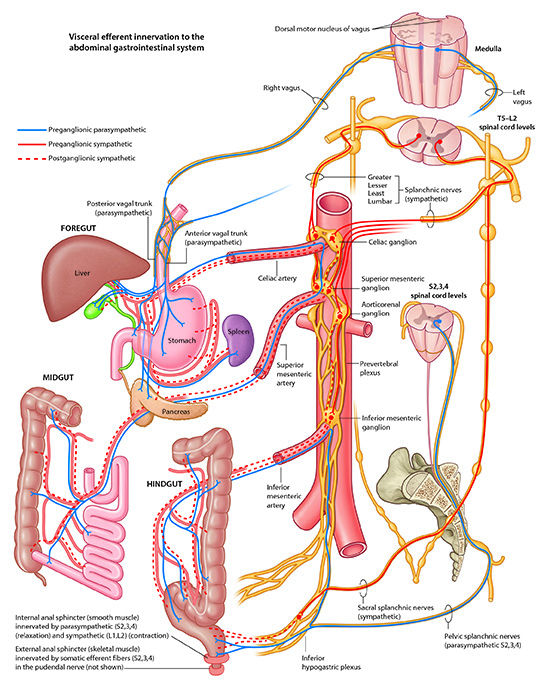 Visceral efferent innervation to the
abdominal gastrointestinal system
Dorsal motor nucleus of vagus
Medulla
Right vagus
Left
vagus
Preganglionic parasympathetic
Preganglionic sympathetic
Postganglionic sympathetic
T5–L2
spinal cord levels
Greater
Lesser
Least
Lumbar
Splanchnic nerves
(sympathetic)
Posterior vagal trunk
(parasympathetic)
Anterior vagal trunk
(parasympathetic)
FOREGUT
Liver
Celiac artery
Celiac ganglion
Superior mesenteric
ganglion
Aorticorenal
ganglion
S2,3,4
spinal cord levels
Stomach
Spleen
Superior
mesenteric
artery
Prevertebral
plexus
MIDGUT
Pancreas
Inferior mesenteric
ganglion
HINDGUT
Inferior
mesenteric
artery
Internal anal sphincter (smooth muscle)
innervated by parasympathetic (S2,3,4)
(relaxation) and sympathetic (L1,L2) (contraction)
External anal sphincter (skeletal muscle)
innervated by somatic efferent fibers (S2,3,4)
in the pudendal nerve (not shown)
Sacral splanchnic nerves
(sympathetic)
Pelvic splanchnic nerves
(parasympathetic S2,3,4)
Inferior
hypogastric plexus